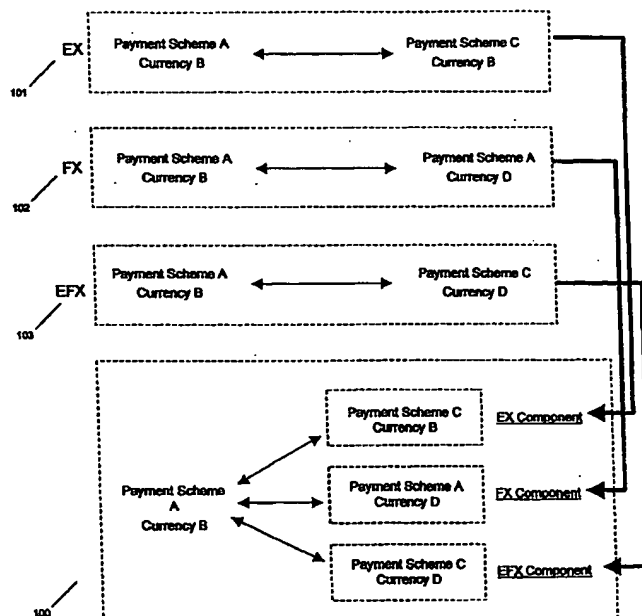 EX
Payment Scheme A
Currency B
Payment Scheme C
Currency B
101
FX
Payment Scheme A
Currency B
Payment Scheme A
Currency D
102
EFX
Payment Scheme A
Currency B
Payment Scheme C
Currency D
103
Payment Scheme C
Currency B
EX Component
Payment Scheme
A
Currency B
Payment Scheme A
Currency D
FX Component
Payment Scheme C
Currency D
EFX Component
100